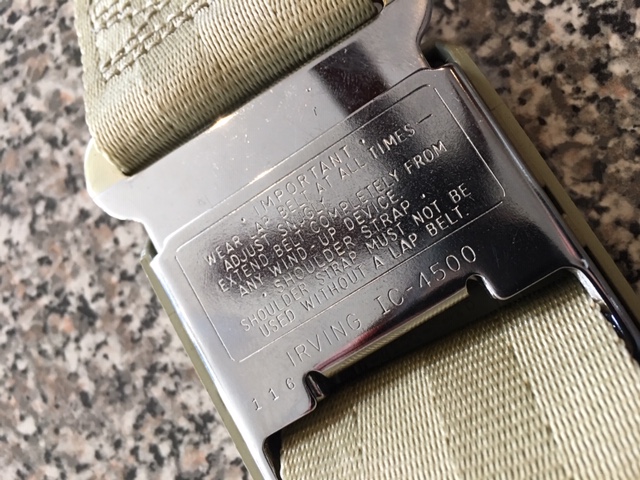 • IMPORTANT •
WEAR LAP BELT AT ALL TIMES —
ADJUST SNUGLY
EXTEND BELT COMPLETELY FROM
ANY WIND-UP DEVICE
• SHOULDER STRAP •
SHOULDER STRAP MUST NOT BE
USED WITHOUT A LAP BELT.
IRVING IC-4500
116